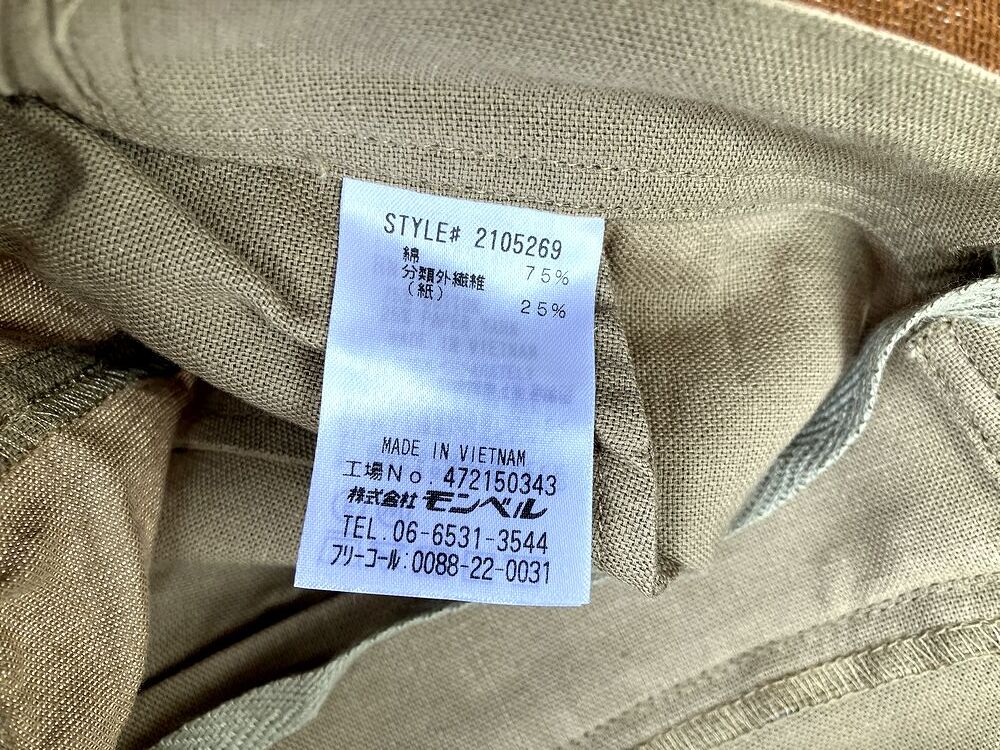 STYLE# 2105269
綿 75%
分類外繊維
(紙) 25%
MADE IN VIETNAM
工場No. 472150343
株式会社 モンベル
TEL.06-6531-3544
フリーコール:0088-22-0031